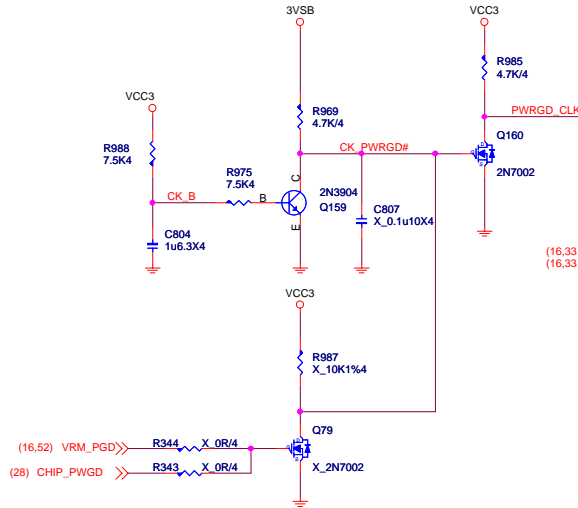 3VSB
VCC3
R985
4.7K/4
VCC3
R969
4.7K/4
PWRGD_CLK
Q160
R988
7.5K4
CK_PWRGD#
D
G
S
2N7002
R975
7.5K4
C
2N3904
CK_B
B
Q159
C807
X_0.1u10X4
E
C804
1u6.3X4
(16,33
(16,33
VCC3
R987
X_10K1%4
Q79
D
G
S
(16,52) VRM_PGD
R344
X_0R/4
X_2N7002
(28) CHIP_PWGD
R343
X_0R/4